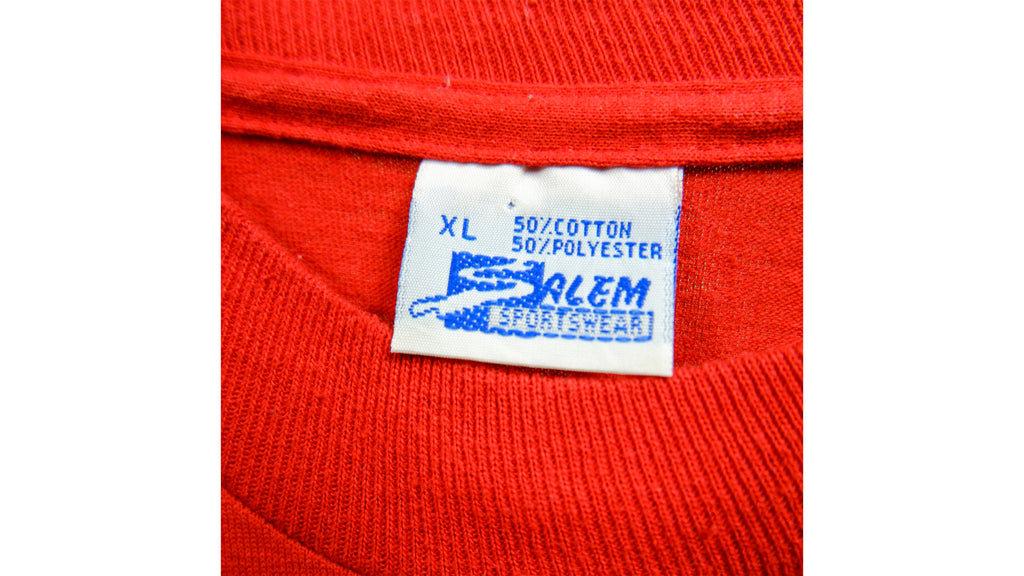 XL
50%COTTON
50%POLYESTER
SALEM
SPORTSWEAR